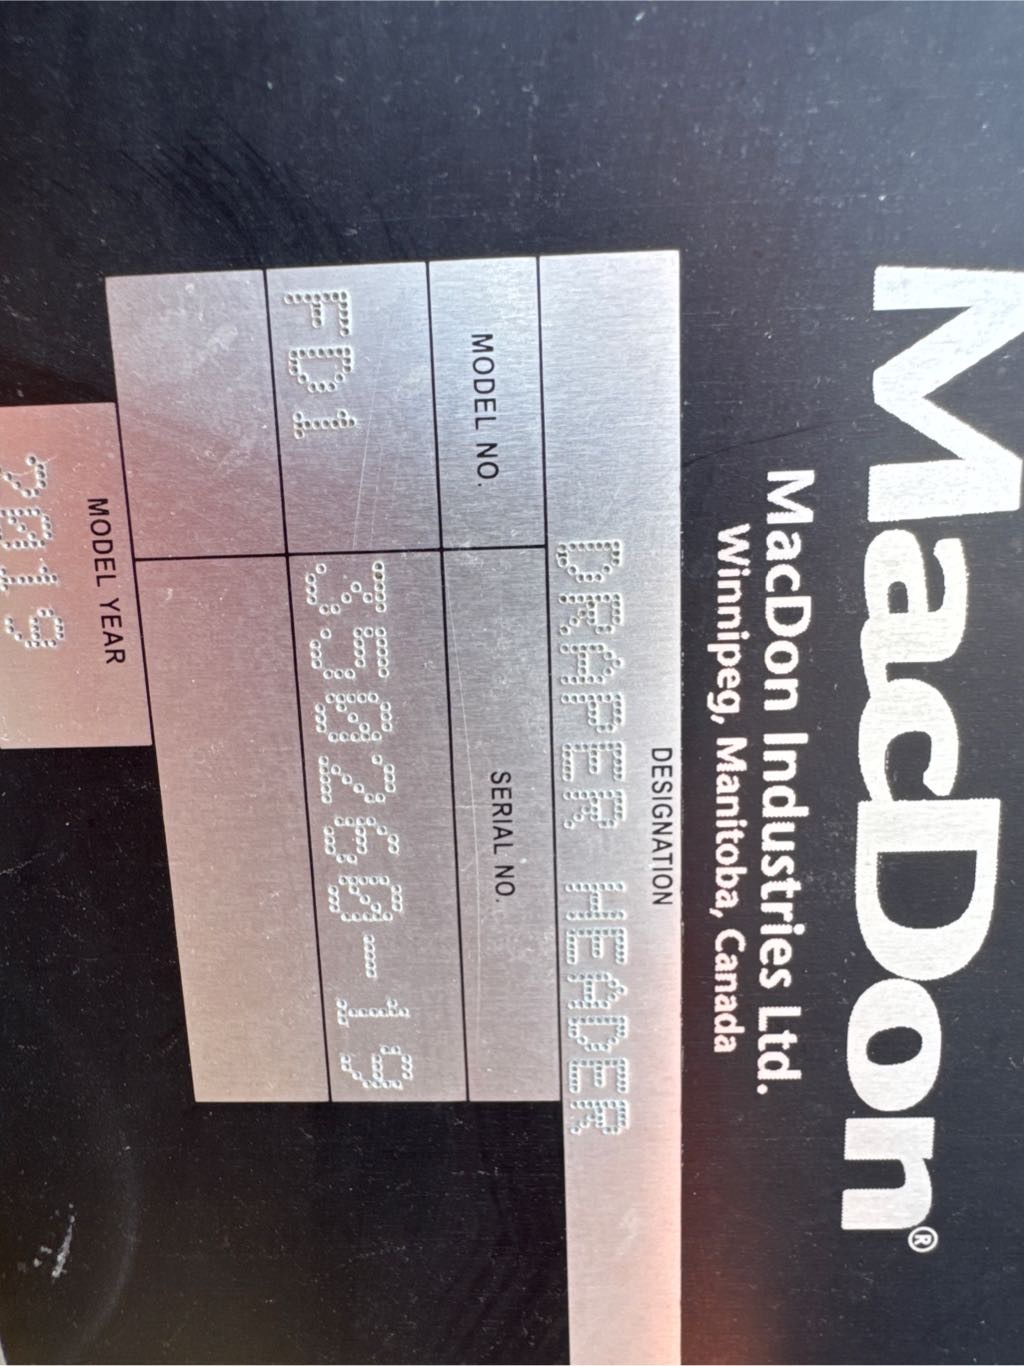 MacDon®
MacDon Industries Ltd.
Winnipeg, Manitoba, Canada
DESIGNATION
DRAPER HEADER
MODEL NO. SERIAL NO.
FD1 350260-19
MODEL YEAR
2019